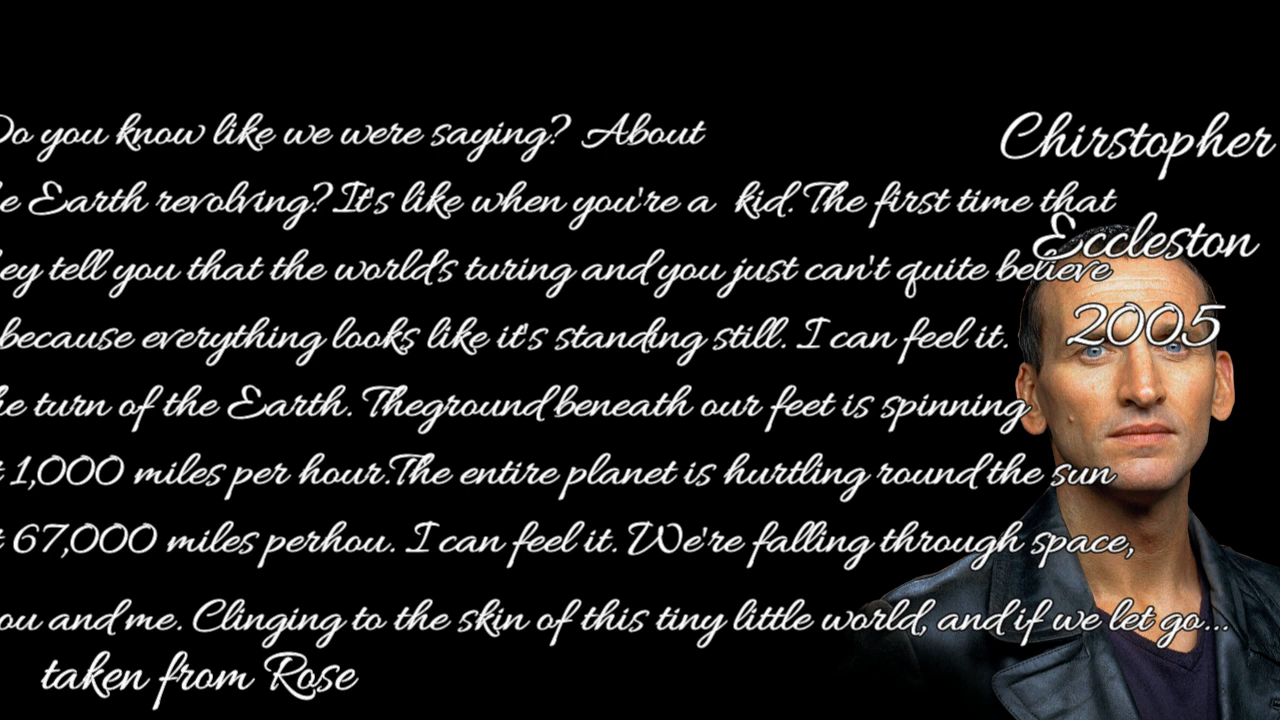 Do you know like we were saying? About
Chirstopher
e Earth revolving? It's like when you're a kid. The first time that
Eccleston
ey tell you that the world's turing and you just can't quite believe
2005
because everything looks like it's standing still. I can feel it.
he turn of the Earth. Theground beneath our feet is spinning
t 1,000 miles per hour.The entire planet is hurtling round the sun
t 67,000 miles perhou. I can feel it. We're falling through space,
ou and me. Clinging to the skin of this tiny little world, and if we let go...
taken from Rose